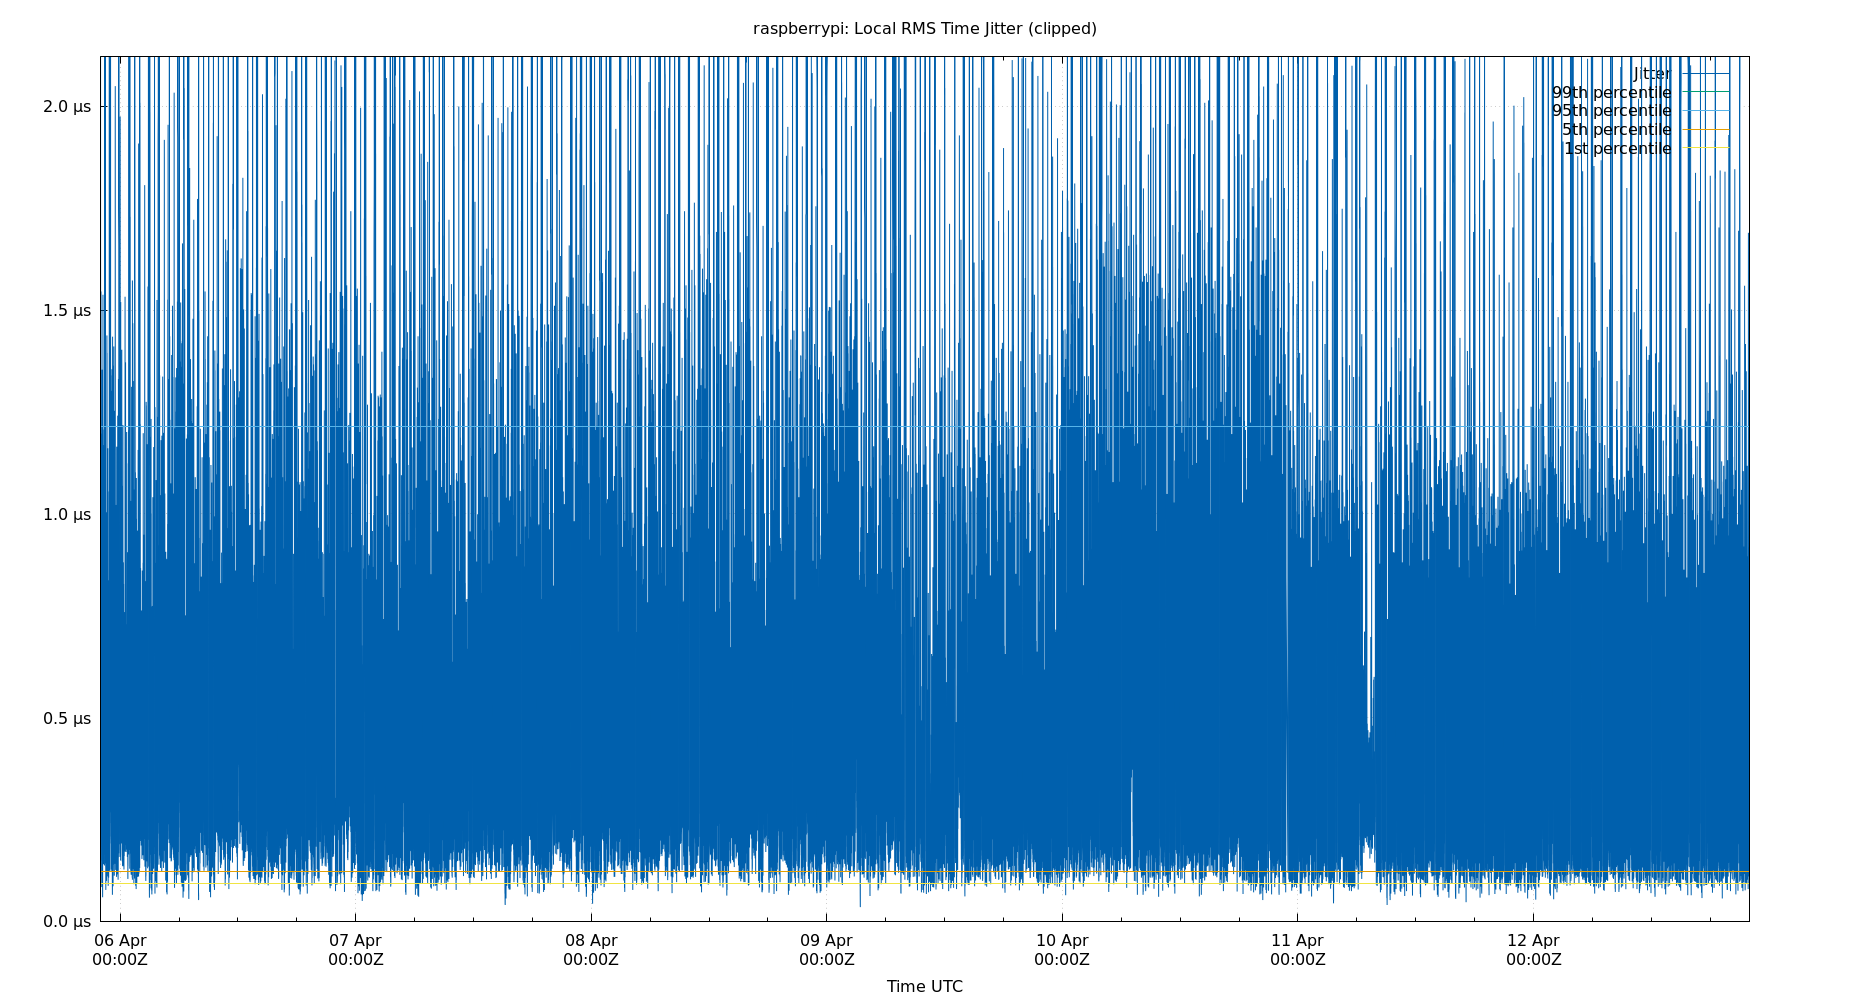 raspberrypi: Local RMS Time Jitter (clipped)
Jitter
99th percentile
95th percentile
5th percentile
1st percentile
2.0 µs
1.5 µs
1.0 µs
0.5 µs
0.0 µs
06 Apr
00:00Z
07 Apr
00:00Z
08 Apr
00:00Z
09 Apr
00:00Z
10 Apr
00:00Z
11 Apr
00:00Z
12 Apr
00:00Z
Time UTC